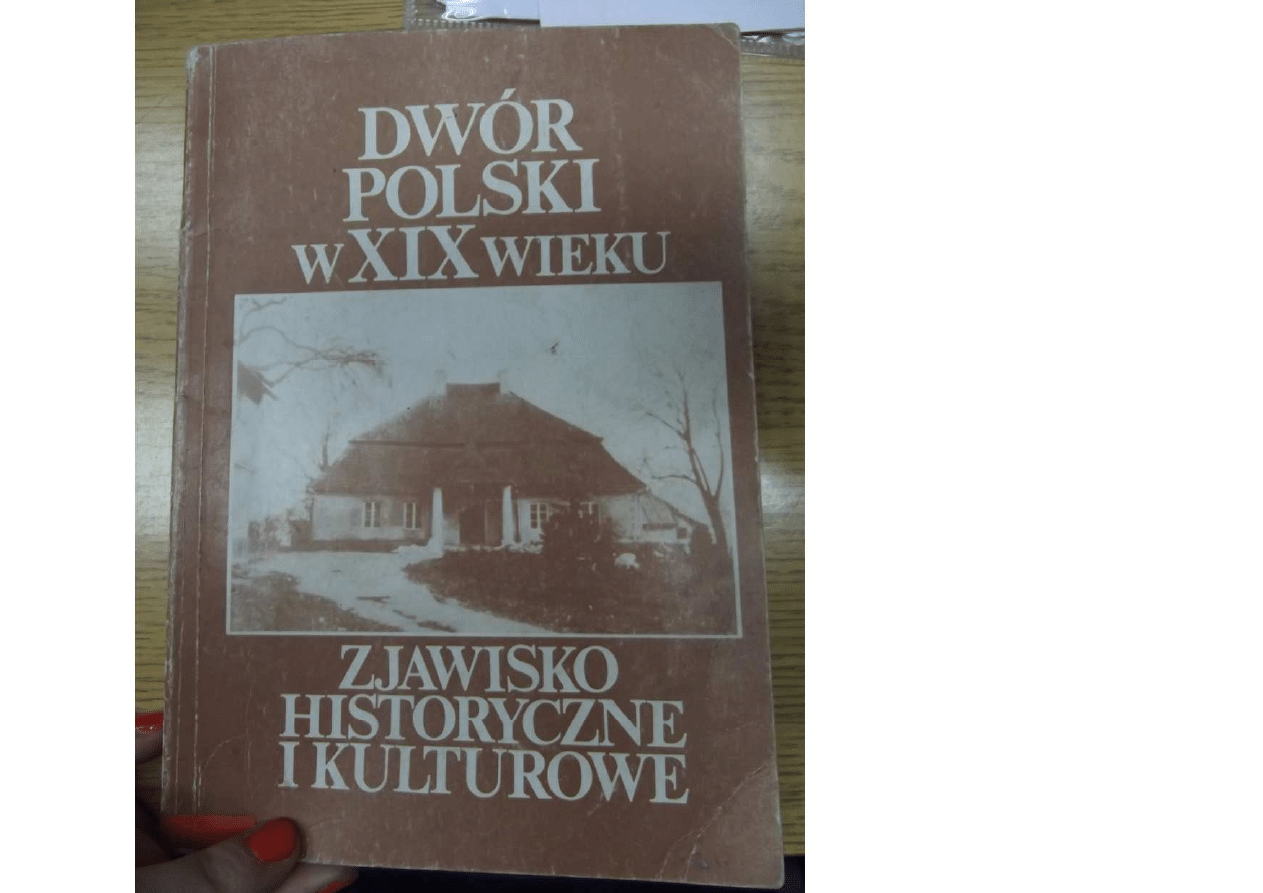 DWÓR
POLSKI
W XIX WIEKU
ZJAWISKO
HISTORYCZNE
I KULTUROWE